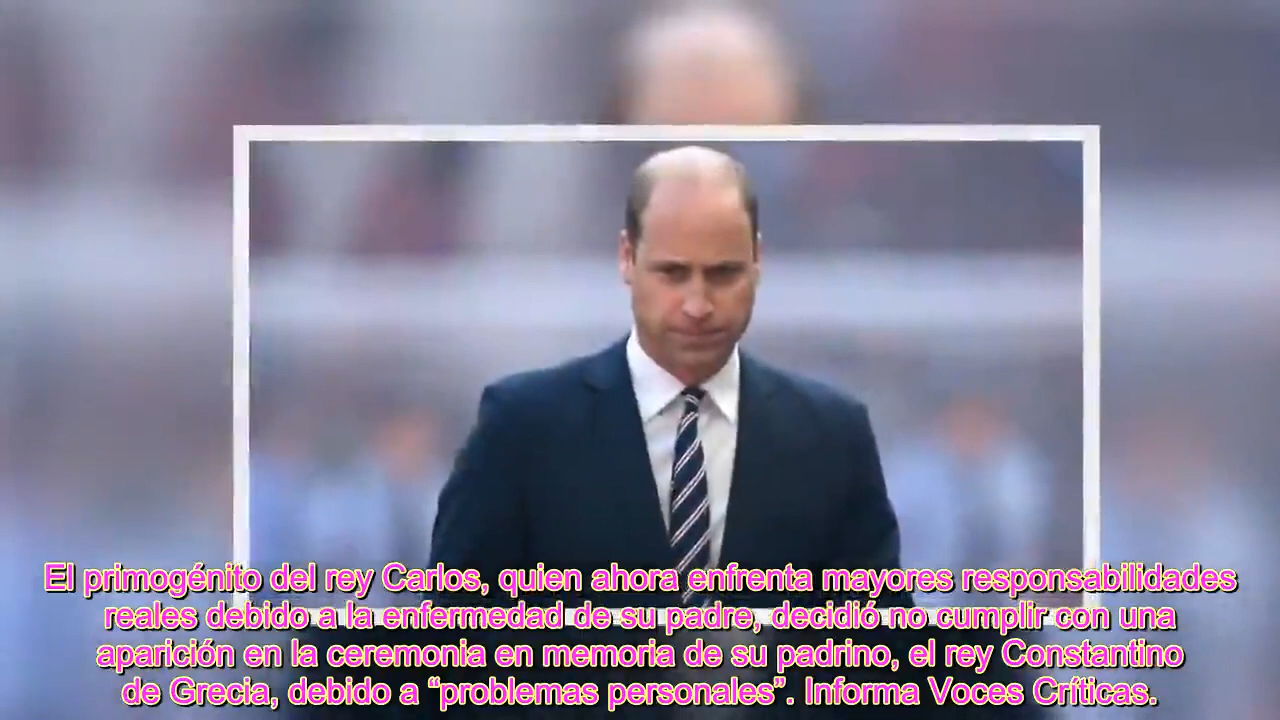 El primogénito del rey Carlos, quien ahora enfrenta mayores responsabilidades
reales debido a la enfermedad de su padre, decidió no cumplir con una
aparición en la ceremonia en memoria de su padrino, el rey Constantino
de Grecia, debido a “problemas personales”. Informa Voces Críticas.